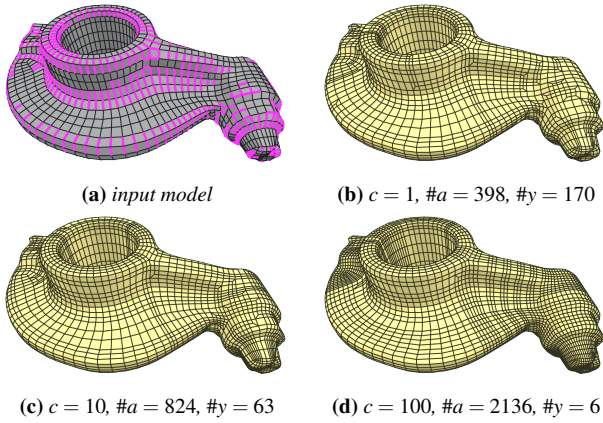 (a) input model
(b) c = 1, #a = 398, #y = 170
(c) c = 10, #a = 824, #y = 63
(d) c = 100, #a = 2136, #y = 6